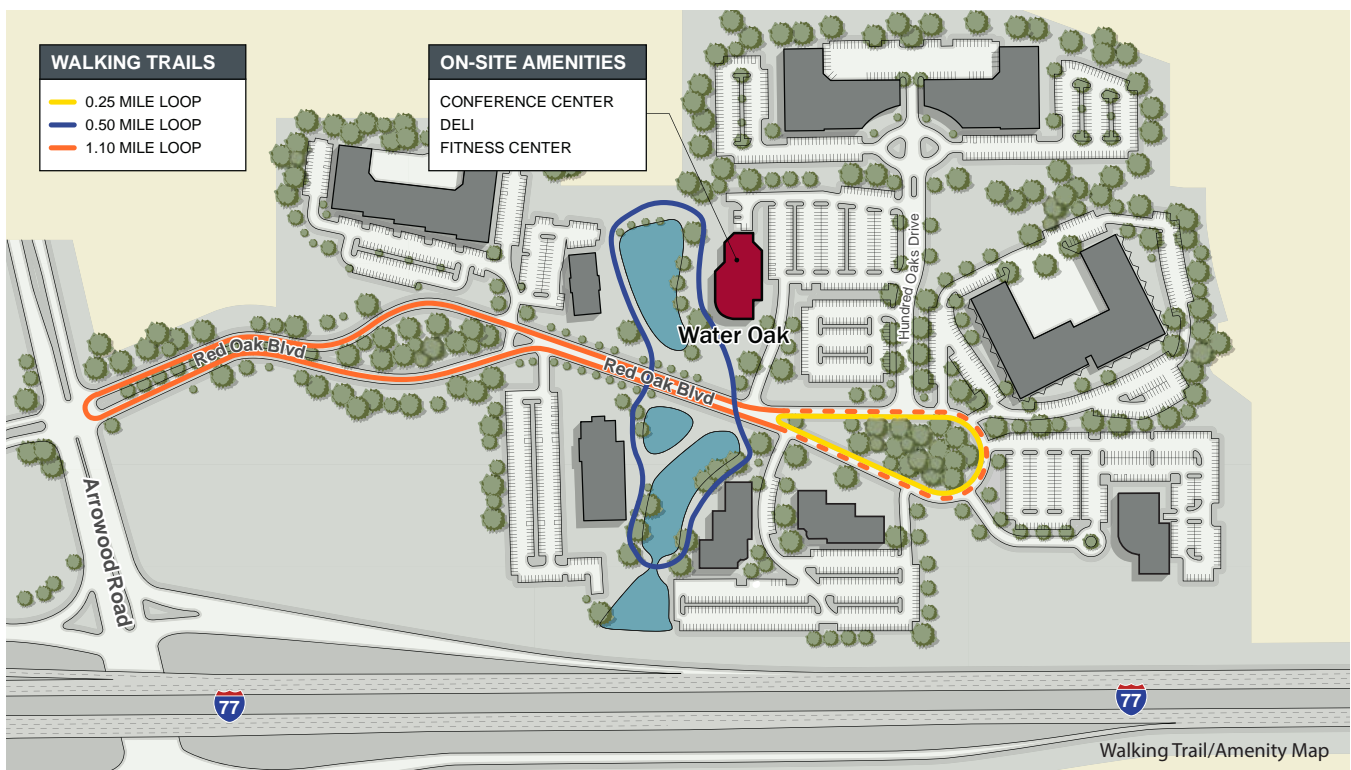 WALKING TRAILS
0.25 MILE LOOP
0.50 MILE LOOP
1.10 MILE LOOP
ON-SITE AMENITIES
CONFERENCE CENTER
DELI
FITNESS CENTER
Hundred Oaks Drive
Water Oak
Red Oak Blvd
Red Oak Blvd
Arrowwood Road
77
77
Walking Trail/Amenity Map